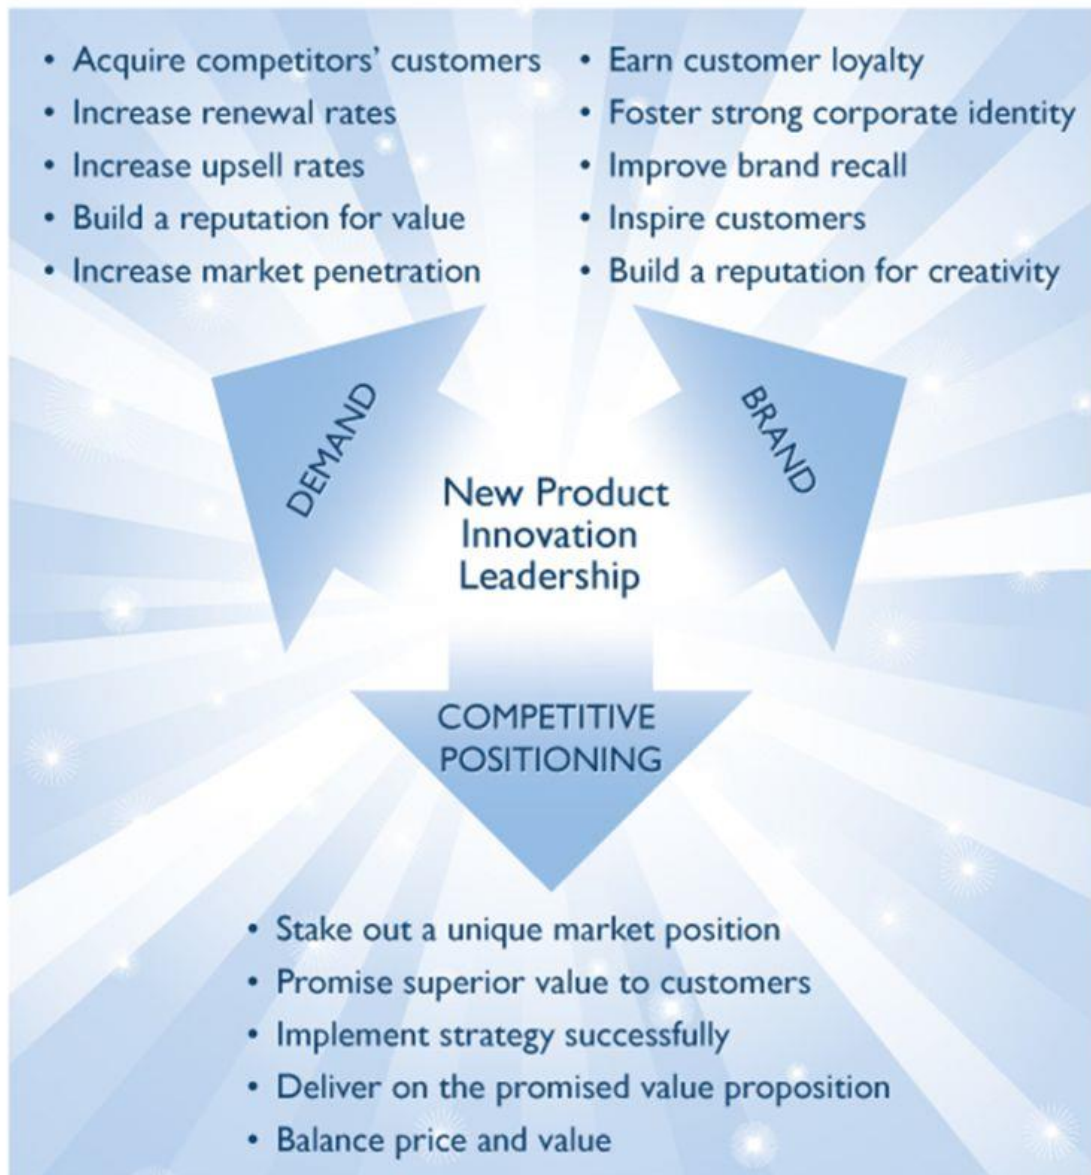 • Acquire competitors’ customers
• Increase renewal rates
• Increase upsell rates
• Build a reputation for value
• Increase market penetration
• Earn customer loyalty
• Foster strong corporate identity
• Improve brand recall
• Inspire customers
• Build a reputation for creativity
DEMAND
BRAND
New Product
Innovation
Leadership
COMPETITIVE
POSITIONING
• Stake out a unique market position
• Promise superior value to customers
• Implement strategy successfully
• Deliver on the promised value proposition
• Balance price and value